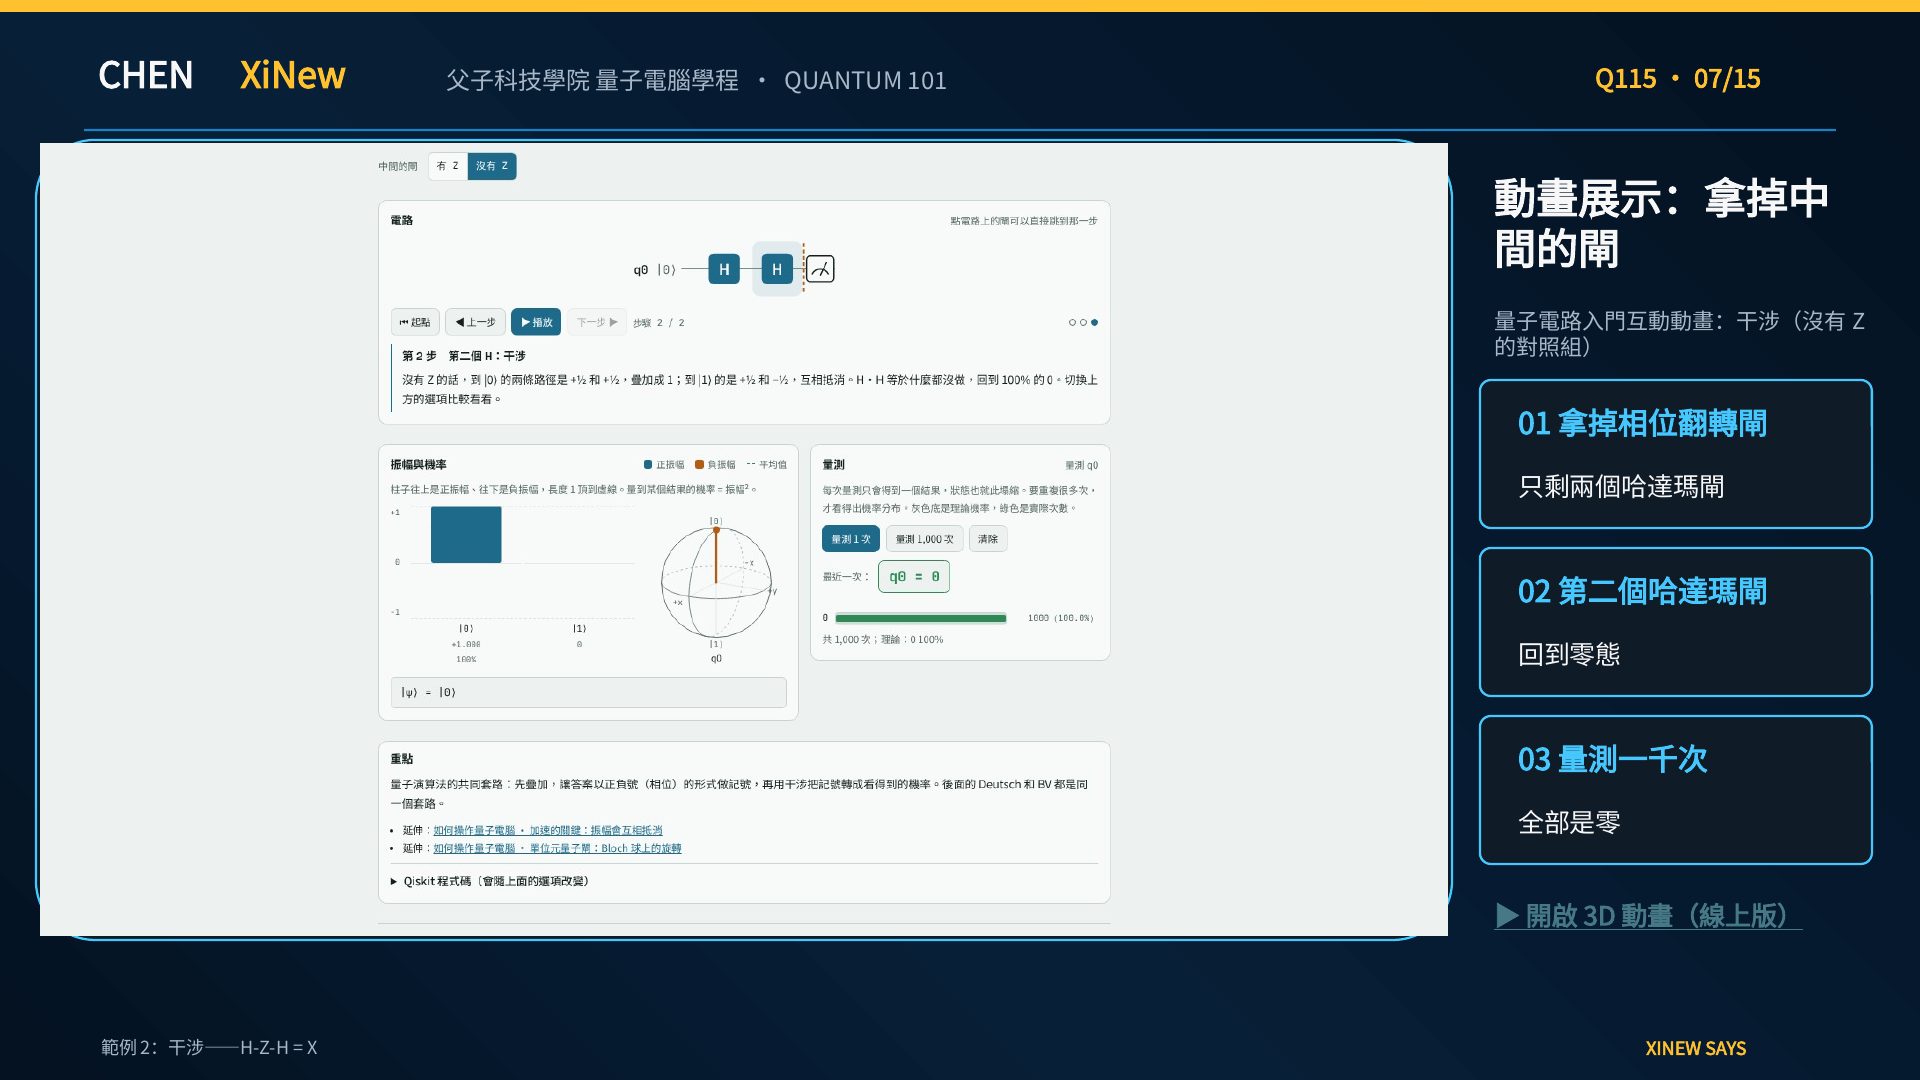 CHEN XiNew 父子科技學院 量子電腦學程 • QUANTUM 101 Q115 • 07/15
中間的閘 有 Z 沒有 Z
電路 點電路上的閘可以直接跳到那一步
q0 |0⟩ H H
⏮ 起點 ◀ 上一步 ▶ 播放 下一步 ▶ 步驟 2 / 2
第 2 步 第二個 H：干涉
沒有 Z 的話，到 |0⟩ 的兩條路徑是 +½ 和 +½，疊加成 1；到 |1⟩ 的是 +½ 和 −½，互相抵消。H・H 等於什麼都沒做，回到 100% 的 0。切換上
方的選項比較看看。
振幅與機率 正振幅 負振幅 -- 平均值
柱子往上是正振幅、往下是負振幅，長度 1 頂到虛線。量到某個結果的機率 = 振幅²。
+1
0
-1
|0⟩ |1⟩
+1.000 0
100%
|0⟩
-x
+y
+x
|1⟩
q0
|ψ⟩ = |0⟩
量測 量測 q0
每次量測只會得到一個結果，狀態也就此塌縮。要重複很多次，
才看得出機率分布。灰色底是理論機率，綠色是實際次數。
量測 1 次 量測 1,000 次 清除
最近一次： q0 = 0
0 1000 (100.0%)
共 1,000 次；理論：0 100%
重點
量子演算法的共同套路：先疊加，讓答案以正負號（相位）的形式做記號，再用干涉把記號轉成看得到的機率。後面的 Deutsch 和 BV 都是同
一個套路。
• 延伸：如何操作量子電腦 · 加速的關鍵：振幅會互相抵消
• 延伸：如何操作量子電腦 · 單位元量子閘：Bloch 球上的旋轉
▶ Qiskit 程式碼（會隨上面的選項改變）
動畫展示：拿掉中
間的閘
量子電路入門互動動畫：干涉（沒有 Z
的對照組）
01 拿掉相位翻轉閘
只剩兩個哈達瑪閘
02 第二個哈達瑪閘
回到零態
03 量測一千次
全部是零
▶ 開啟 3D 動畫（線上版）
範例 2：干涉——H-Z-H = X
XINEW SAYS